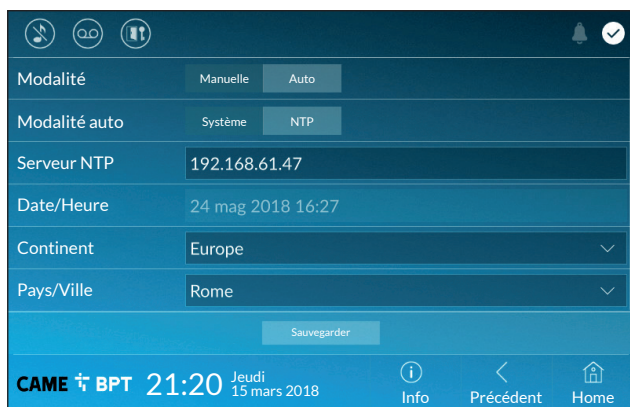 Modalité Manuelle Auto
Modalité auto Système NTP
Serveur NTP 192.168.61.47
Date/Heure 24 mag 2018 16:27
Continent Europe
Pays/Ville Rome
Sauvegarder
CAME BPT 21:20 Jeudi 15 mars 2018 Info Précédent Home